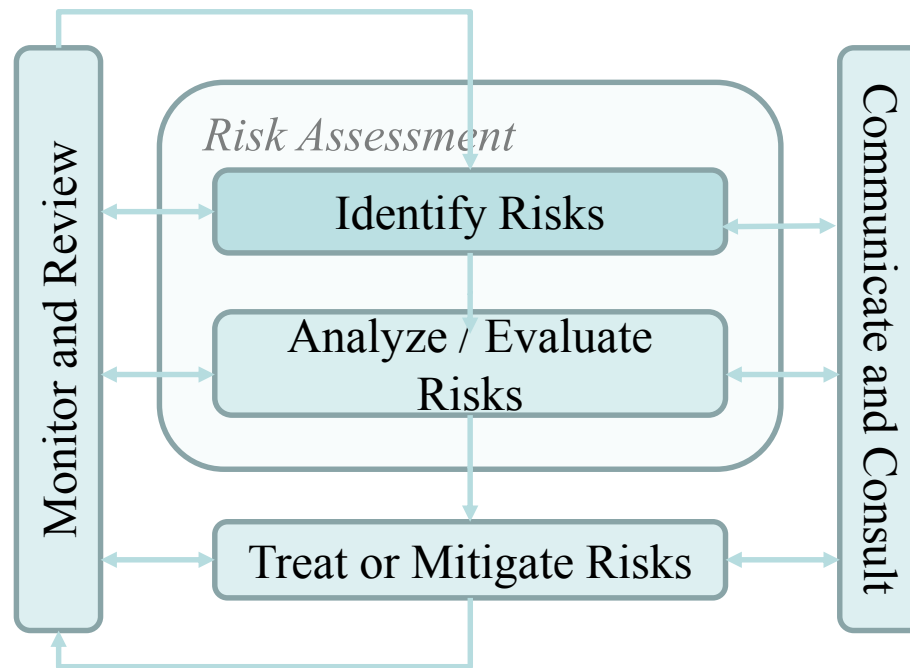 Monitor and Review
Risk Assessment
Identify Risks
Analyze / Evaluate
Risks
Treat or Mitigate Risks
Communicate and Consult